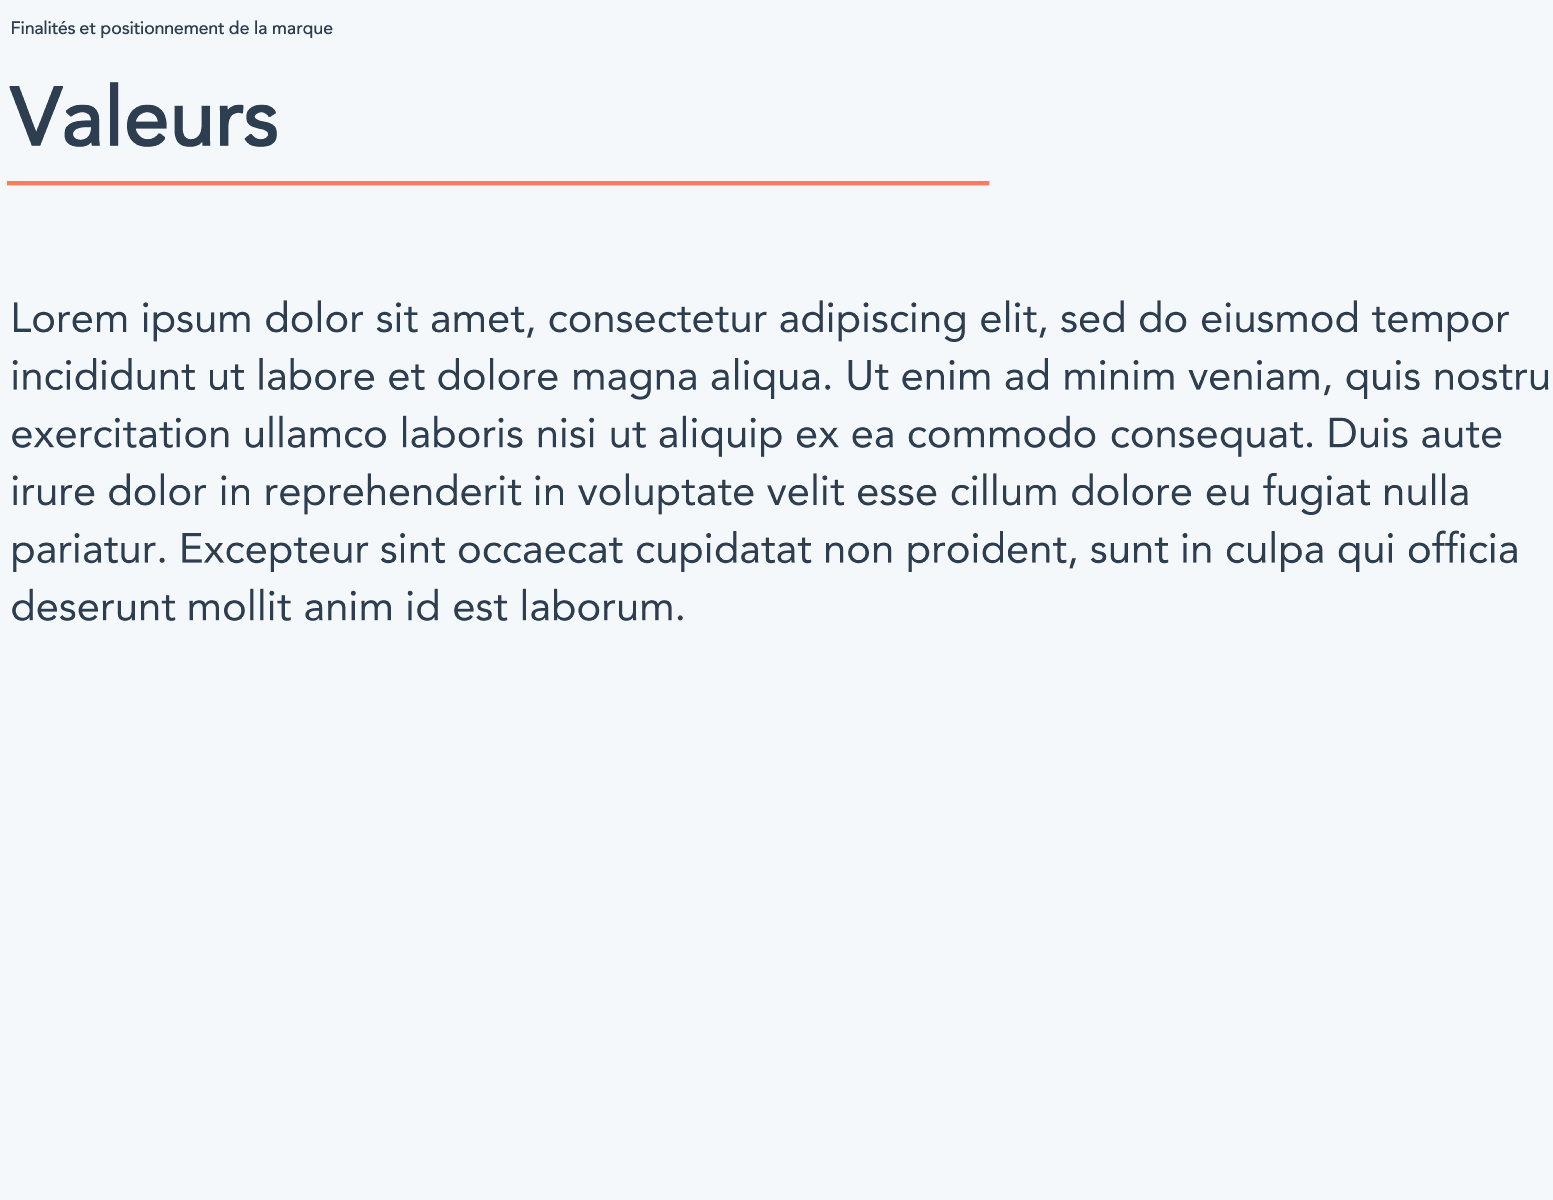 Finalités et positionnement de la marque
Valeurs
Lorem ipsum dolor sit amet, consectetur adipiscing elit, sed do eiusmod tempor
incididunt ut labore et dolore magna aliqua. Ut enim ad minim veniam, quis nostru
exercitation ullamco laboris nisi ut aliquip ex ea commodo consequat. Duis aute
irure dolor in reprehenderit in voluptate velit esse cillum dolore eu fugiat nulla
pariatur. Excepteur sint occaecat cupidatat non proident, sunt in culpa qui officia
deserunt mollit anim id est laborum.